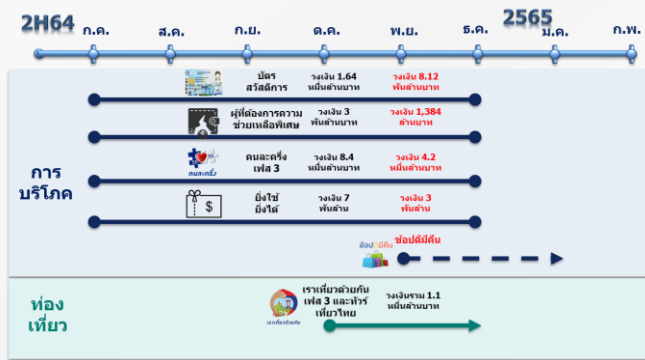 2H64
2565
ก.ค. ส.ค. ก.ย. ต.ค. พ.ย. ธ.ค. ม.ค. ก.พ.
การ
บริโภค
บัตร
สวัสดิการ
วงเงิน 1.64
หมื่นล้านบาท
วงเงิน 8.12
พันล้านบาท
ผู้ที่ต้องการความ
ช่วยเหลือพิเศษ
วงเงิน 3
พันล้านบาท
วงเงิน 1,384
ล้านบาท
คนละครึ่ง
คนละครึ่ง
เฟส 3
วงเงิน 8.4
หมื่นล้านบาท
วงเงิน 4.2
หมื่นล้านบาท
$
ยิ่งใช้
ยิ่งได้
วงเงิน 7
พันล้าน
วงเงิน 3
พันล้าน
ช้อปดีมีคืน
ช้อปดีมีคืน
ท่อง
เที่ยว
เราเที่ยวด้วยกัน
เราเที่ยวด้วยกัน
เฟส 3 และทัวร์
เที่ยวไทย
วงเงินรวม 1.1
หมื่นล้านบาท